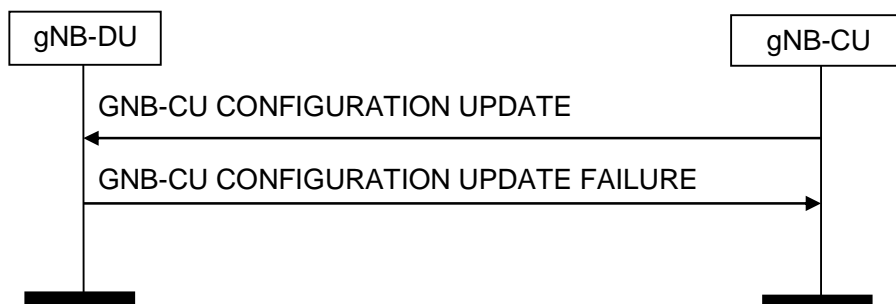 gNB-DU
gNB-CU
GNB-CU CONFIGURATION UPDATE
GNB-CU CONFIGURATION UPDATE FAILURE